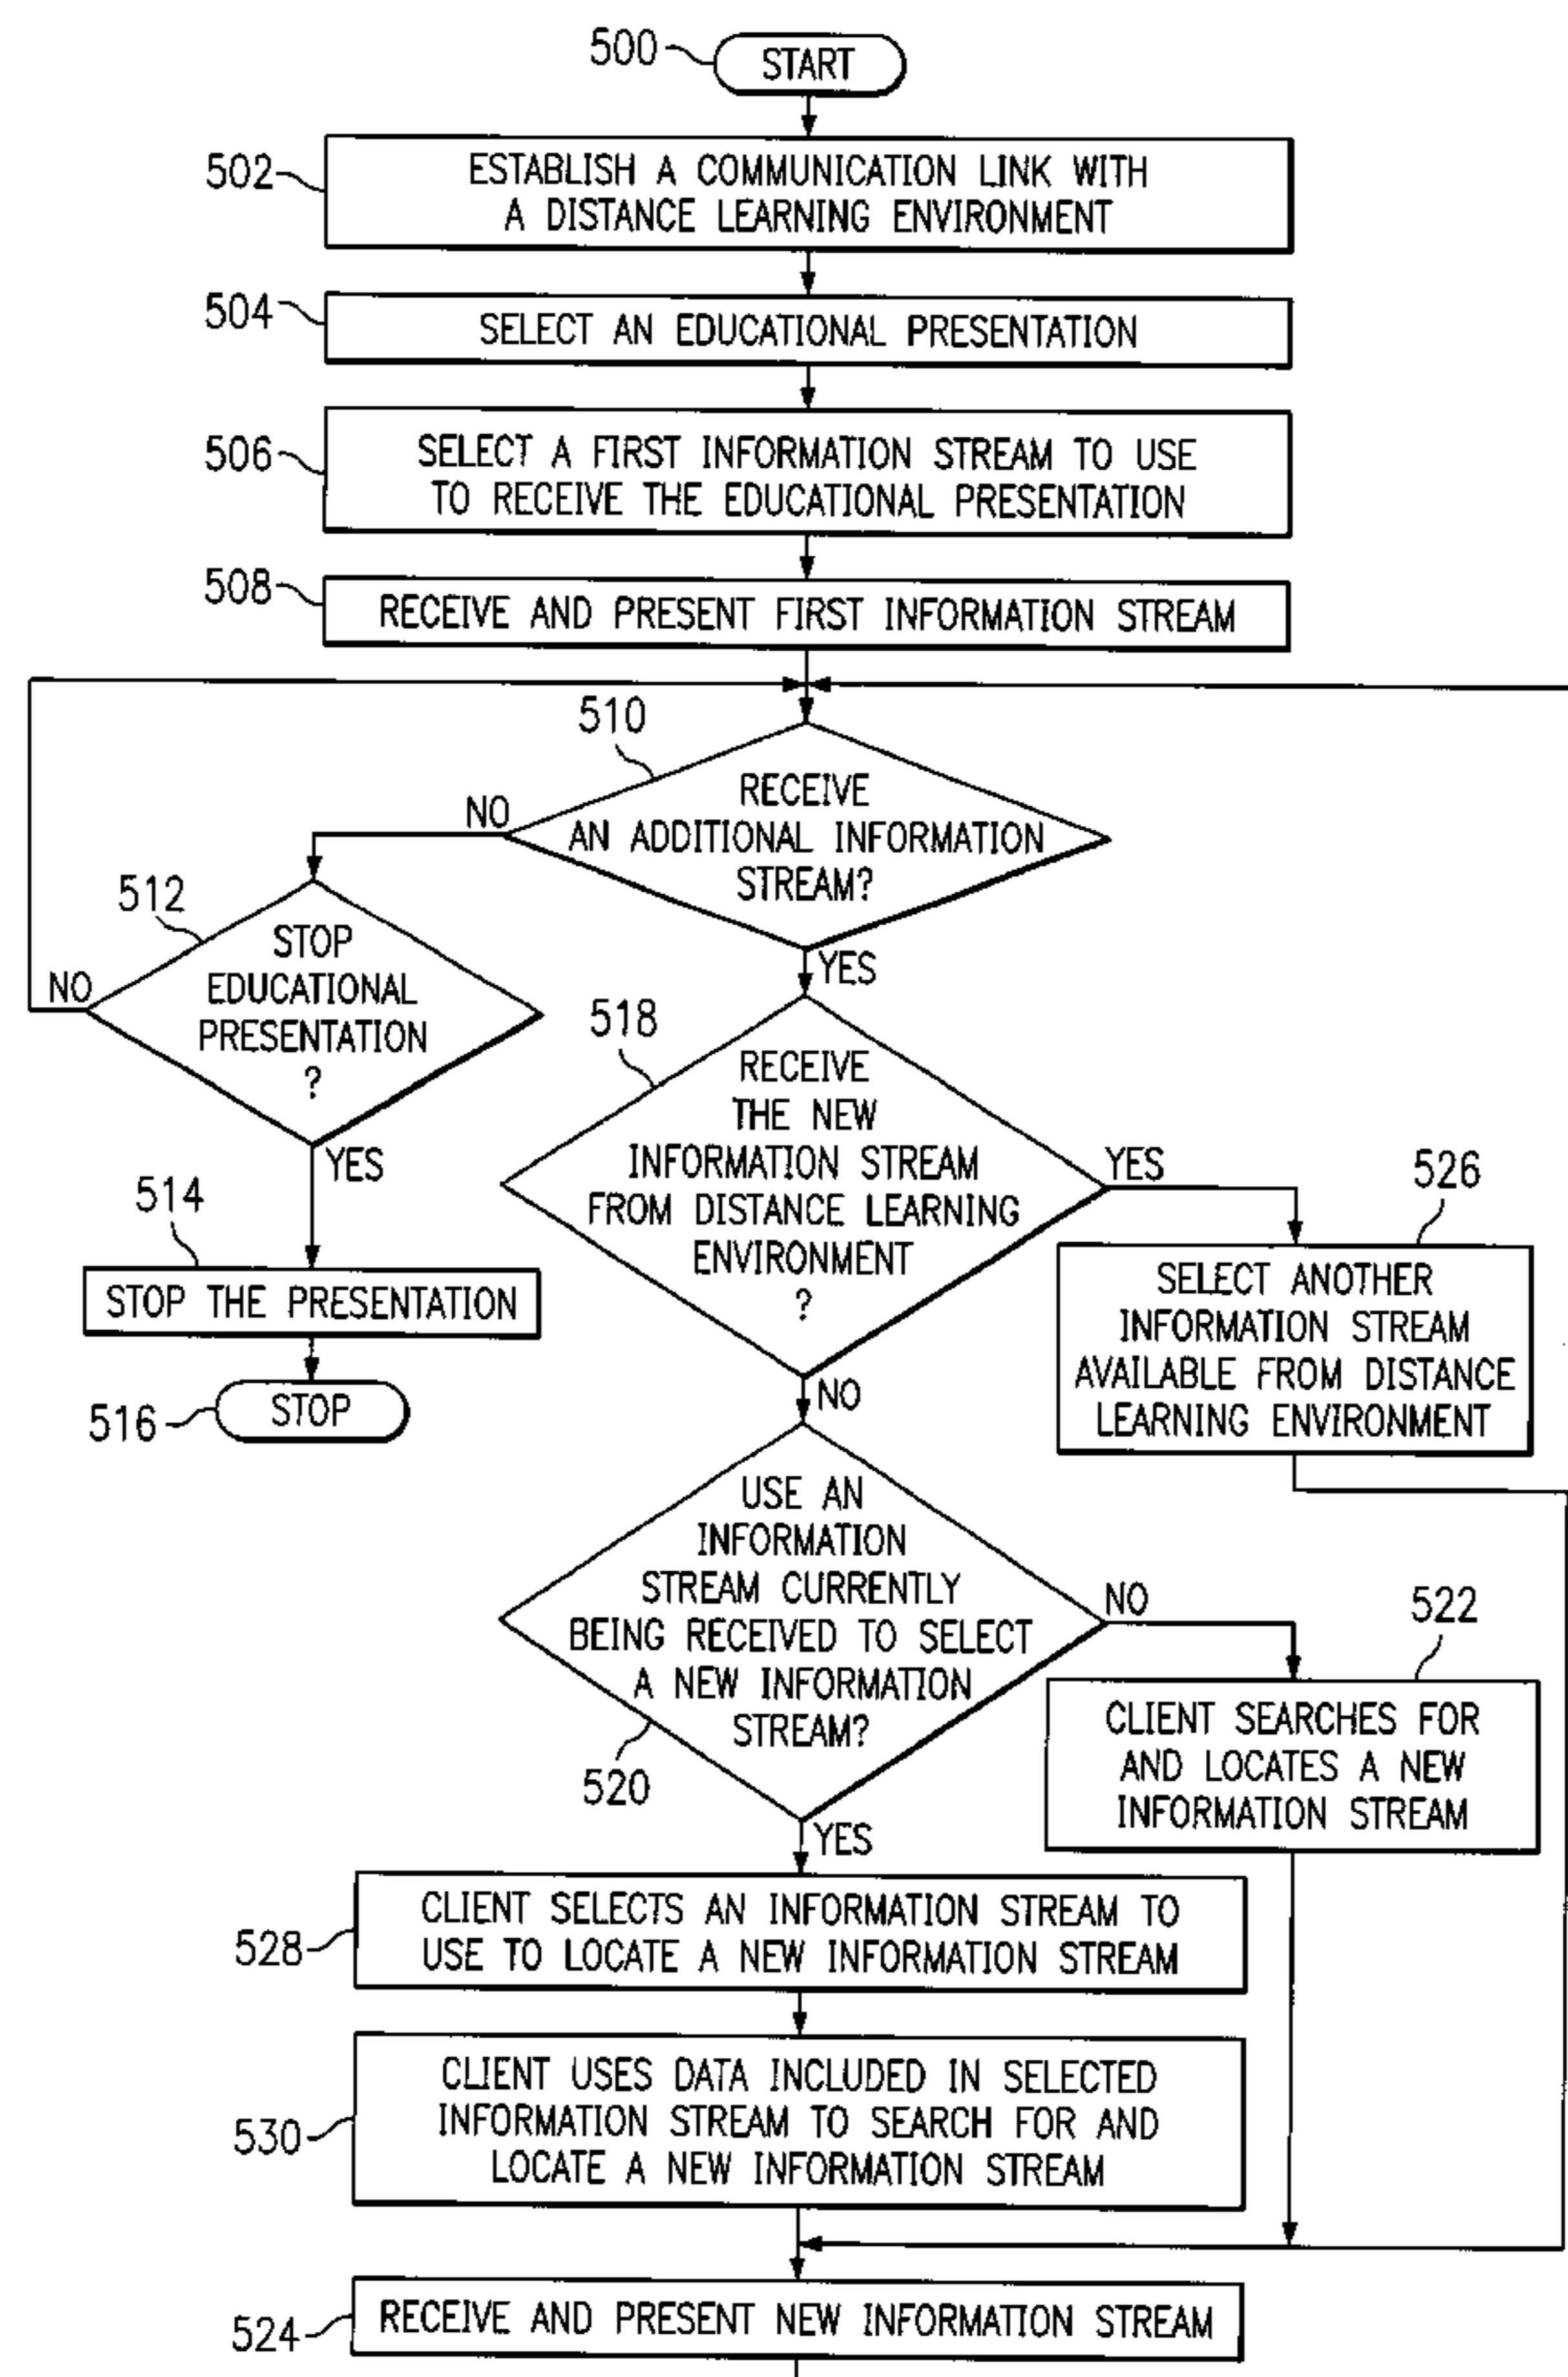 500
START
502
ESTABLISH A COMMUNICATION LINK WITH
A DISTANCE LEARNING ENVIRONMENT
504
SELECT AN EDUCATIONAL PRESENTATION
506
SELECT A FIRST INFORMATION STREAM TO USE
TO RECEIVE THE EDUCATIONAL PRESENTATION
508
RECEIVE AND PRESENT FIRST INFORMATION STREAM
510
RECEIVE
AN ADDITIONAL INFORMATION
STREAM?
NO
YES
512
STOP
EDUCATIONAL
PRESENTATION
?
NO
YES
514
STOP THE PRESENTATION
516
STOP
518
RECEIVE
THE NEW
INFORMATION STREAM
FROM DISTANCE LEARNING
ENVIRONMENT
?
YES
NO
526
SELECT ANOTHER
INFORMATION STREAM
AVAILABLE FROM DISTANCE
LEARNING ENVIRONMENT
USE AN
INFORMATION
STREAM CURRENTLY
BEING RECEIVED TO SELECT
A NEW INFORMATION
STREAM?
520
NO
YES
522
CLIENT SEARCHES FOR
AND LOCATES A NEW
INFORMATION STREAM
528
CLIENT SELECTS AN INFORMATION STREAM TO
USE TO LOCATE A NEW INFORMATION STREAM
530
CLIENT USES DATA INCLUDED IN SELECTED
INFORMATION STREAM TO SEARCH FOR AND
LOCATE A NEW INFORMATION STREAM
524
RECEIVE AND PRESENT NEW INFORMATION STREAM